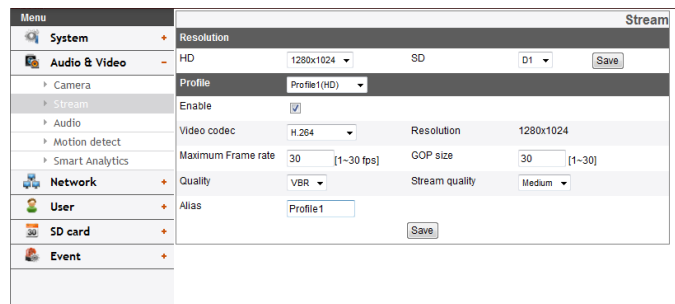 Menu
System +
Audio & Video -
Camera
Stream
Audio
Motion detect
Smart Analytics
Network +
User +
30 SD card +
Event +
Stream
Resolution
HD 1280x1024 SD D1 Save
Profile Profile1(HD)
Enable
Video codec H.264 Resolution 1280x1024
Maximum Frame rate 30 [1~30 fps] GOP size 30 [1~30]
Quality VBR Stream quality Medium
Alias Profile1
Save